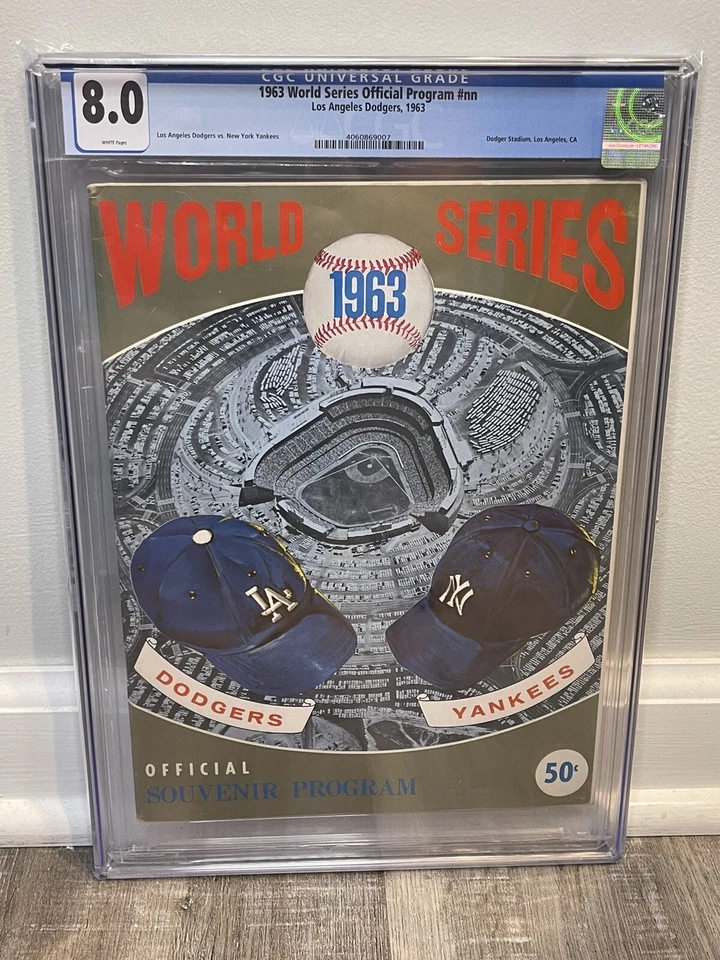 CGC UNIVERSAL GRADE
8.0
WHITE Pages
1963 World Series Official Program #nn
Los Angeles Dodgers, 1963
Los Angeles Dodgers vs. New York Yankees
4060869007
Dodger Stadium, Los Angeles, CA
WORLD SERIES
1963
LA
NY
DODGERS
YANKEES
OFFICIAL
SOUVENIR PROGRAM
50¢